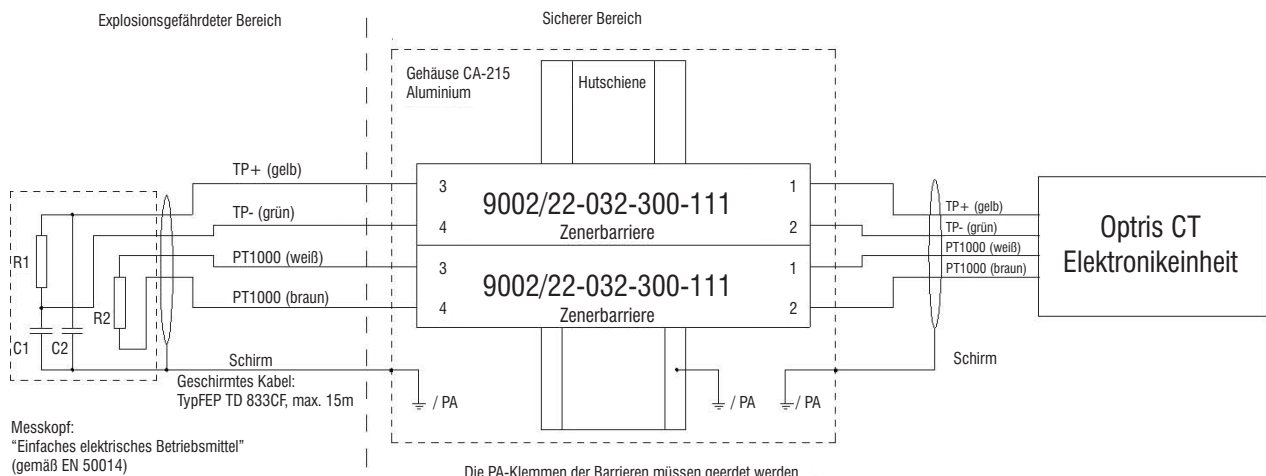 Explosionsgefährdeter Bereich
Sicherer Bereich
Gehäuse CA-215
Aluminium
Hutschiene
TP+ (gelb)
TP- (grün)
PT1000 (weiß)
PT1000 (braun)
3
4
9002/22-032-300-111
Zenerbarriere
1
2
3
4
9002/22-032-300-111
Zenerbarriere
1
2
TP+ (gelb)
TP- (grün)
PT1000 (weiß)
PT1000 (braun)
Optris CT
Elektronikeinheit
R1
R2
C1
C2
Schirm
Geschirmtes Kabel:
TypFEP TD 833CF, max. 15m
/ PA
/ PA
/ PA
Schirm
Messkopf:
"Einfaches elektrisches Betriebsmittel"
(gemäß EN 50014)
Die PA-Klemmen der Barrieren müssen geerdet werden